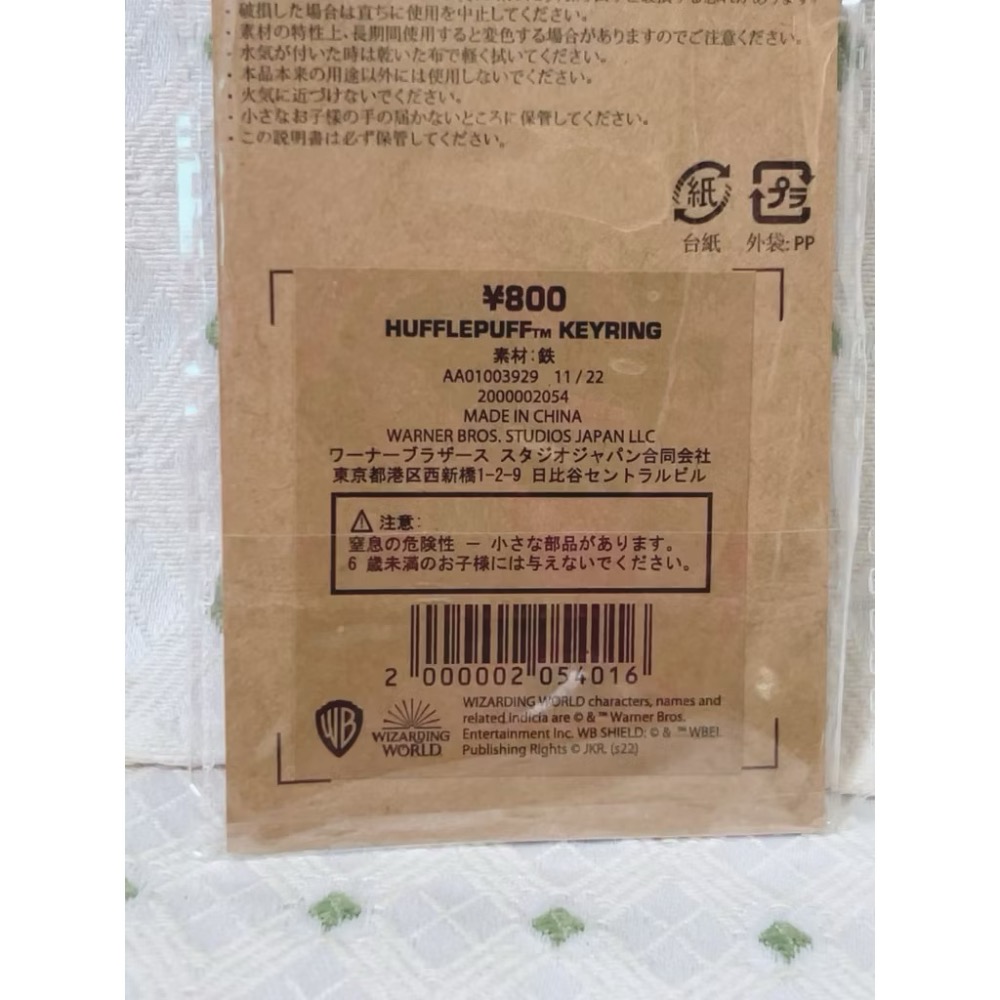 ・破損した場合は直ちに使用を中止してください。
・素材の特性上、長期間使用すると変色する場合がありますのでご注意ください。
・水気が付いた時は乾いた布で軽く拭いてください。
・本品本来の用途以外には使用しないでください。
・火気に近づけないでください。
・小さなお子様の手の届かないところに保管してください。
・この説明書は必ず保管してください。
紙 プラ
台紙 外袋: PP
¥800
HUFFLEPUFF™ KEYRING
素材：鉄
AA01003929 11 / 22
2000002054
MADE IN CHINA
WARNER BROS. STUDIOS JAPAN LLC
ワーナーブラザース スタジオジャパン合同会社
東京都港区西新橋1-2-9 日比谷セントラルビル
⚠ 注意：
窒息の危険性 ー 小さな部品があります。
6 歳未満のお子様には与えないでください。
2 000002 054016
WB
WIZARDING
WORLD
WIZARDING WORLD characters, names and
related indicia are © & ™ Warner Bros.
Entertainment Inc. WB SHIELD: © & ™ WBEI.
Publishing Rights © JKR. (s22)